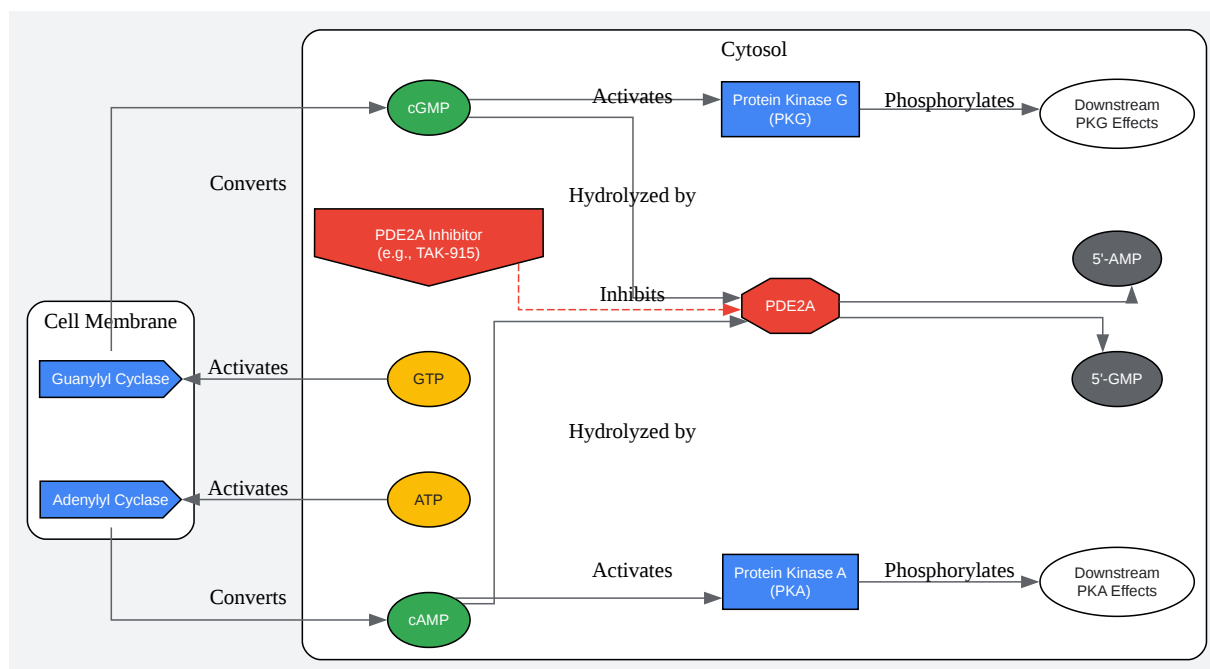 Cytosol
cGMP
Activates
Protein Kinase G
(PKG)
Phosphorylates
Downstream
PKG Effects
Converts
Hydrolyzed by
PDE2A Inhibitor
(e.g., TAK-915)
5'-AMP
Inhibits
PDE2A
Cell Membrane
Guanylyl Cyclase
Activates
GTP
5'-GMP
Hydrolyzed by
Adenylyl Cyclase
Activates
ATP
Converts
cAMP
Activates
Protein Kinase A
(PKA)
Phosphorylates
Downstream
PKA Effects